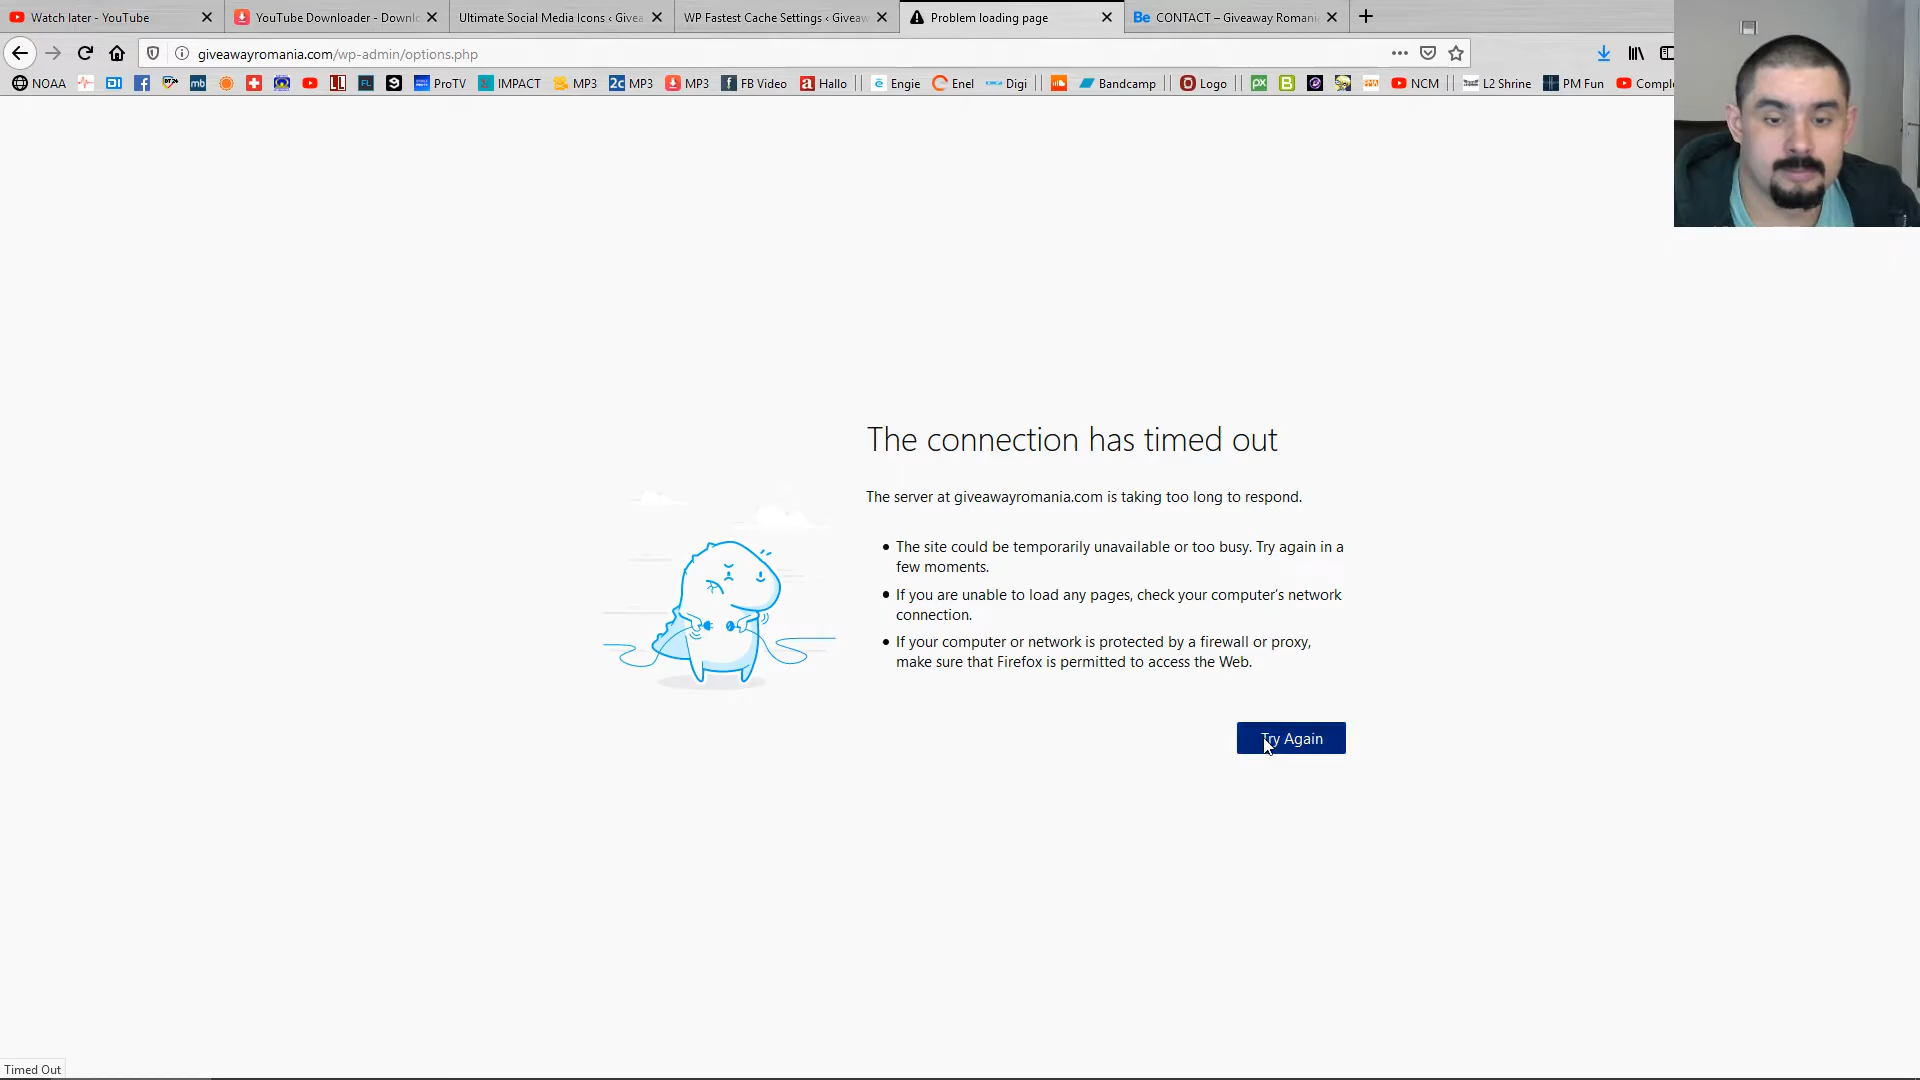 Watch later - YouTube
YouTube Downloader - Downlo
Ultimate Social Media Icons ‹ Givea
WP Fastest Cache Settings ‹ Giveaw
Problem loading page
Be CONTACT – Giveaway Romani
giveawayromania.com/wp-admin/options.php
NOAA
mb
FL
ProTV
IMPACT
MP3
2c MP3
MP3
FB Video
Hallo
Engie
Enel
Digi
Bandcamp
Logo
px
B
NCM
L2 Shrine
PM Fun
Comple
The connection has timed out
The server at giveawayromania.com is taking too long to respond.
The site could be temporarily unavailable or too busy. Try again in a
few moments.
If you are unable to load any pages, check your computer’s network
connection.
If your computer or network is protected by a firewall or proxy,
make sure that Firefox is permitted to access the Web.
Try Again
Timed Out